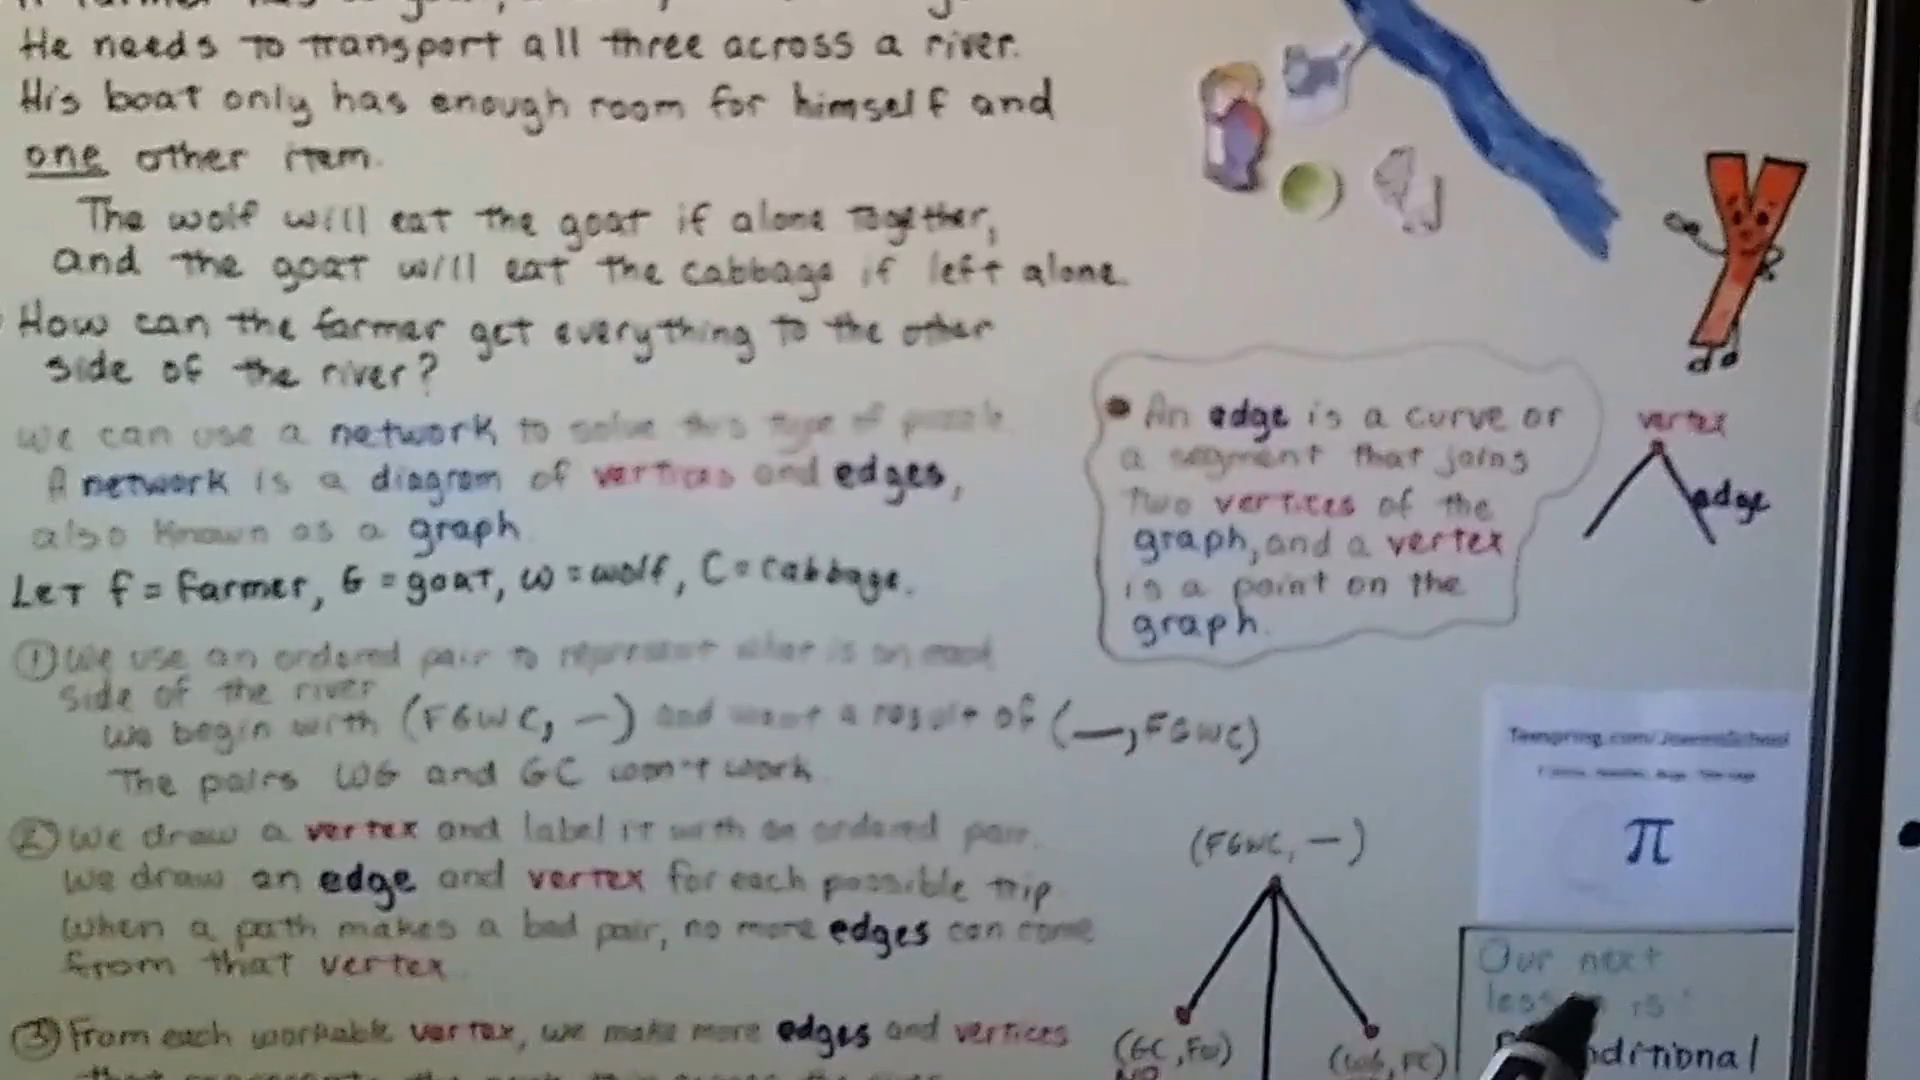 He needs to transport all three across a river.
His boat only has enough room for himself and
one other item.
The wolf will eat the goat if alone together,
and the goat will eat the cabbage if left alone.
How can the farmer get everything to the other
side of the river?
we can use a network to solve this type of puzzle.
A network is a diagram of vertices and edges,
also known as a graph.
Let f = farmer, G = goat, w = wolf, C = cabbage.
① We use an ordered pair to represent what is on each
side of the river
We begin with (FGWC, —) and want a result of (—, FGWC)
The pairs WG and GC won't work.
② We draw a vertex and label it with an ordered pair.
We draw an edge and vertex for each possible trip
When a path makes a bad pair, no more edges can come
from that vertex.
③ From each workable vertex, we make more edges and vertices
• An edge is a curve or
a segment that joins
two vertices of the
graph, and a vertex
is a point on the
graph.
vertex
edge
π
(FGWC, —)
(GC, FW)
NO
(WG, FC)
Our next
is